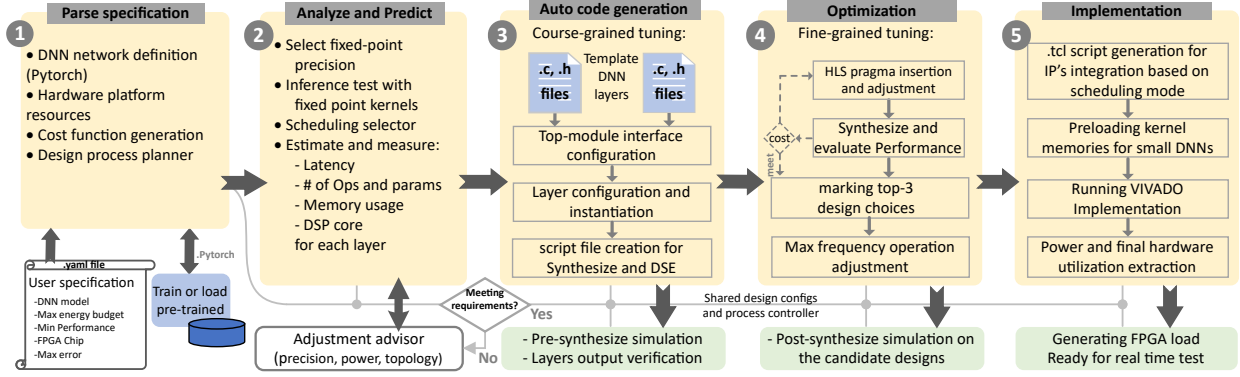 Parse specification
1
● DNN network definition
(Pytorch)
● Hardware platform
resources
● Cost function generation
● Design process planner
.yaml file
User specification
-DNN model
-Max energy budget
-Min Performance
-FPGA Chip
-Max error
.Pytorch
Train or load
pre-trained
Analyze and Predict
2
● Select fixed-point
precision
● Inference test with
fixed point kernels
● Scheduling selector
● Estimate and measure:
- Latency
- # of Ops and params
- Memory usage
- DSP core
for each layer
Adjustment advisor
(precision, power, topology)
Meeting
requirements?
Yes
No
Auto code generation
3
Course-grained tuning:
.c, .h
files
Template
DNN
layers
.c, .h
files
Top-module interface
configuration
Layer configuration and
instantiation
script file creation for
Synthesize and DSE
- Pre-synthesize simulation
- Layers output verification
Optimization
4
Fine-grained tuning:
HLS pragma insertion
and adjustment
Synthesize and
evaluate Performance
cost
meet
marking top-3
design choices
Max frequency operation
adjustment
Shared design configs
and process controller
- Post-synthesize simulation on
the candidate designs
Implementation
5
.tcl script generation for
IP's integration based on
scheduling mode
Preloading kernel
memories for small DNNs
Running VIVADO
Implementation
Power and final hardware
utilization extraction
Generating FPGA load
Ready for real time test